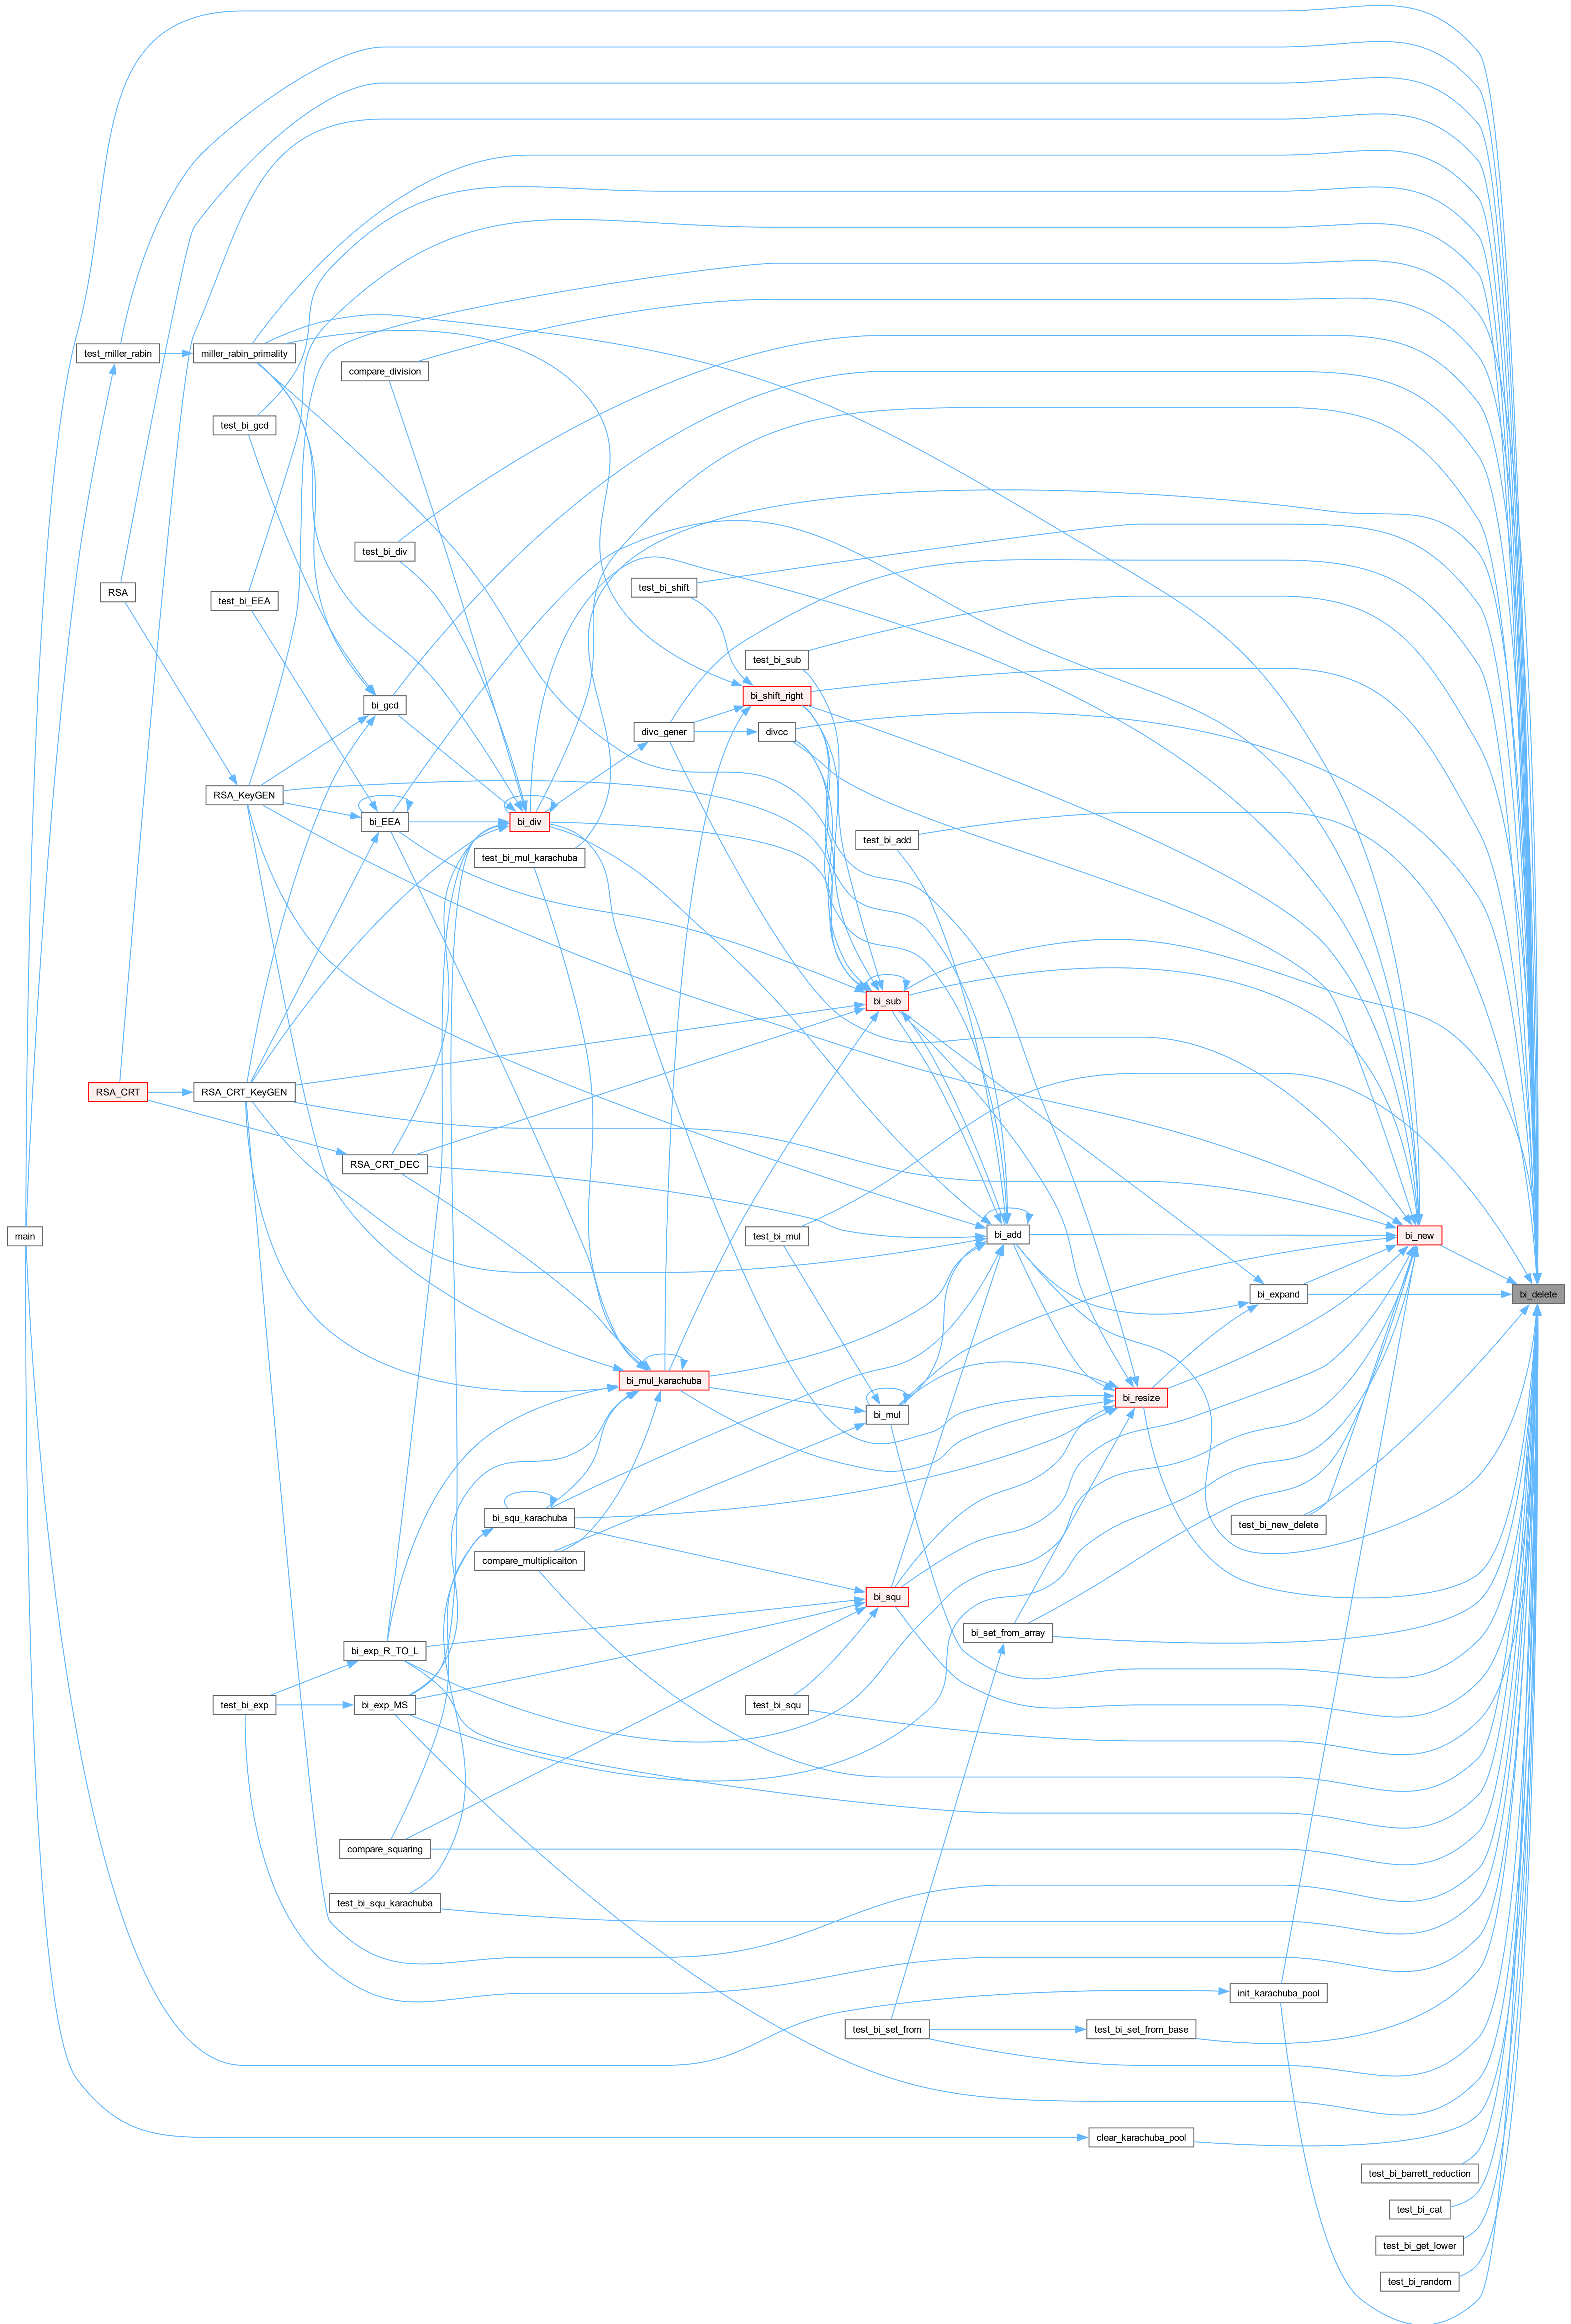 test_miller_rabin
miller_rabin_primality
compare_division
test_bi_gcd
test_bi_div
test_bi_shift
RSA
test_bi_EEA
test_bi_sub
bi_shift_right
bi_gcd
divc_gener
divcc
RSA_KeyGEN
bi_EEA
bi_div
test_bi_add
test_bi_mul_karachuba
bi_sub
RSA_CRT
RSA_CRT_KeyGEN
RSA_CRT_DEC
main
test_bi_mul
bi_add
bi_new
bi_expand
bi_delete
bi_mul_karachuba
bi_resize
bi_mul
bi_squ_karachuba
test_bi_new_delete
compare_multiplicaiton
bi_squ
bi_set_from_array
bi_exp_R_TO_L
test_bi_exp
bi_exp_MS
test_bi_squ
compare_squaring
test_bi_squ_karachuba
init_karachuba_pool
test_bi_set_from
test_bi_set_from_base
clear_karachuba_pool
test_bi_barrett_reduction
test_bi_cat
test_bi_get_lower
test_bi_random